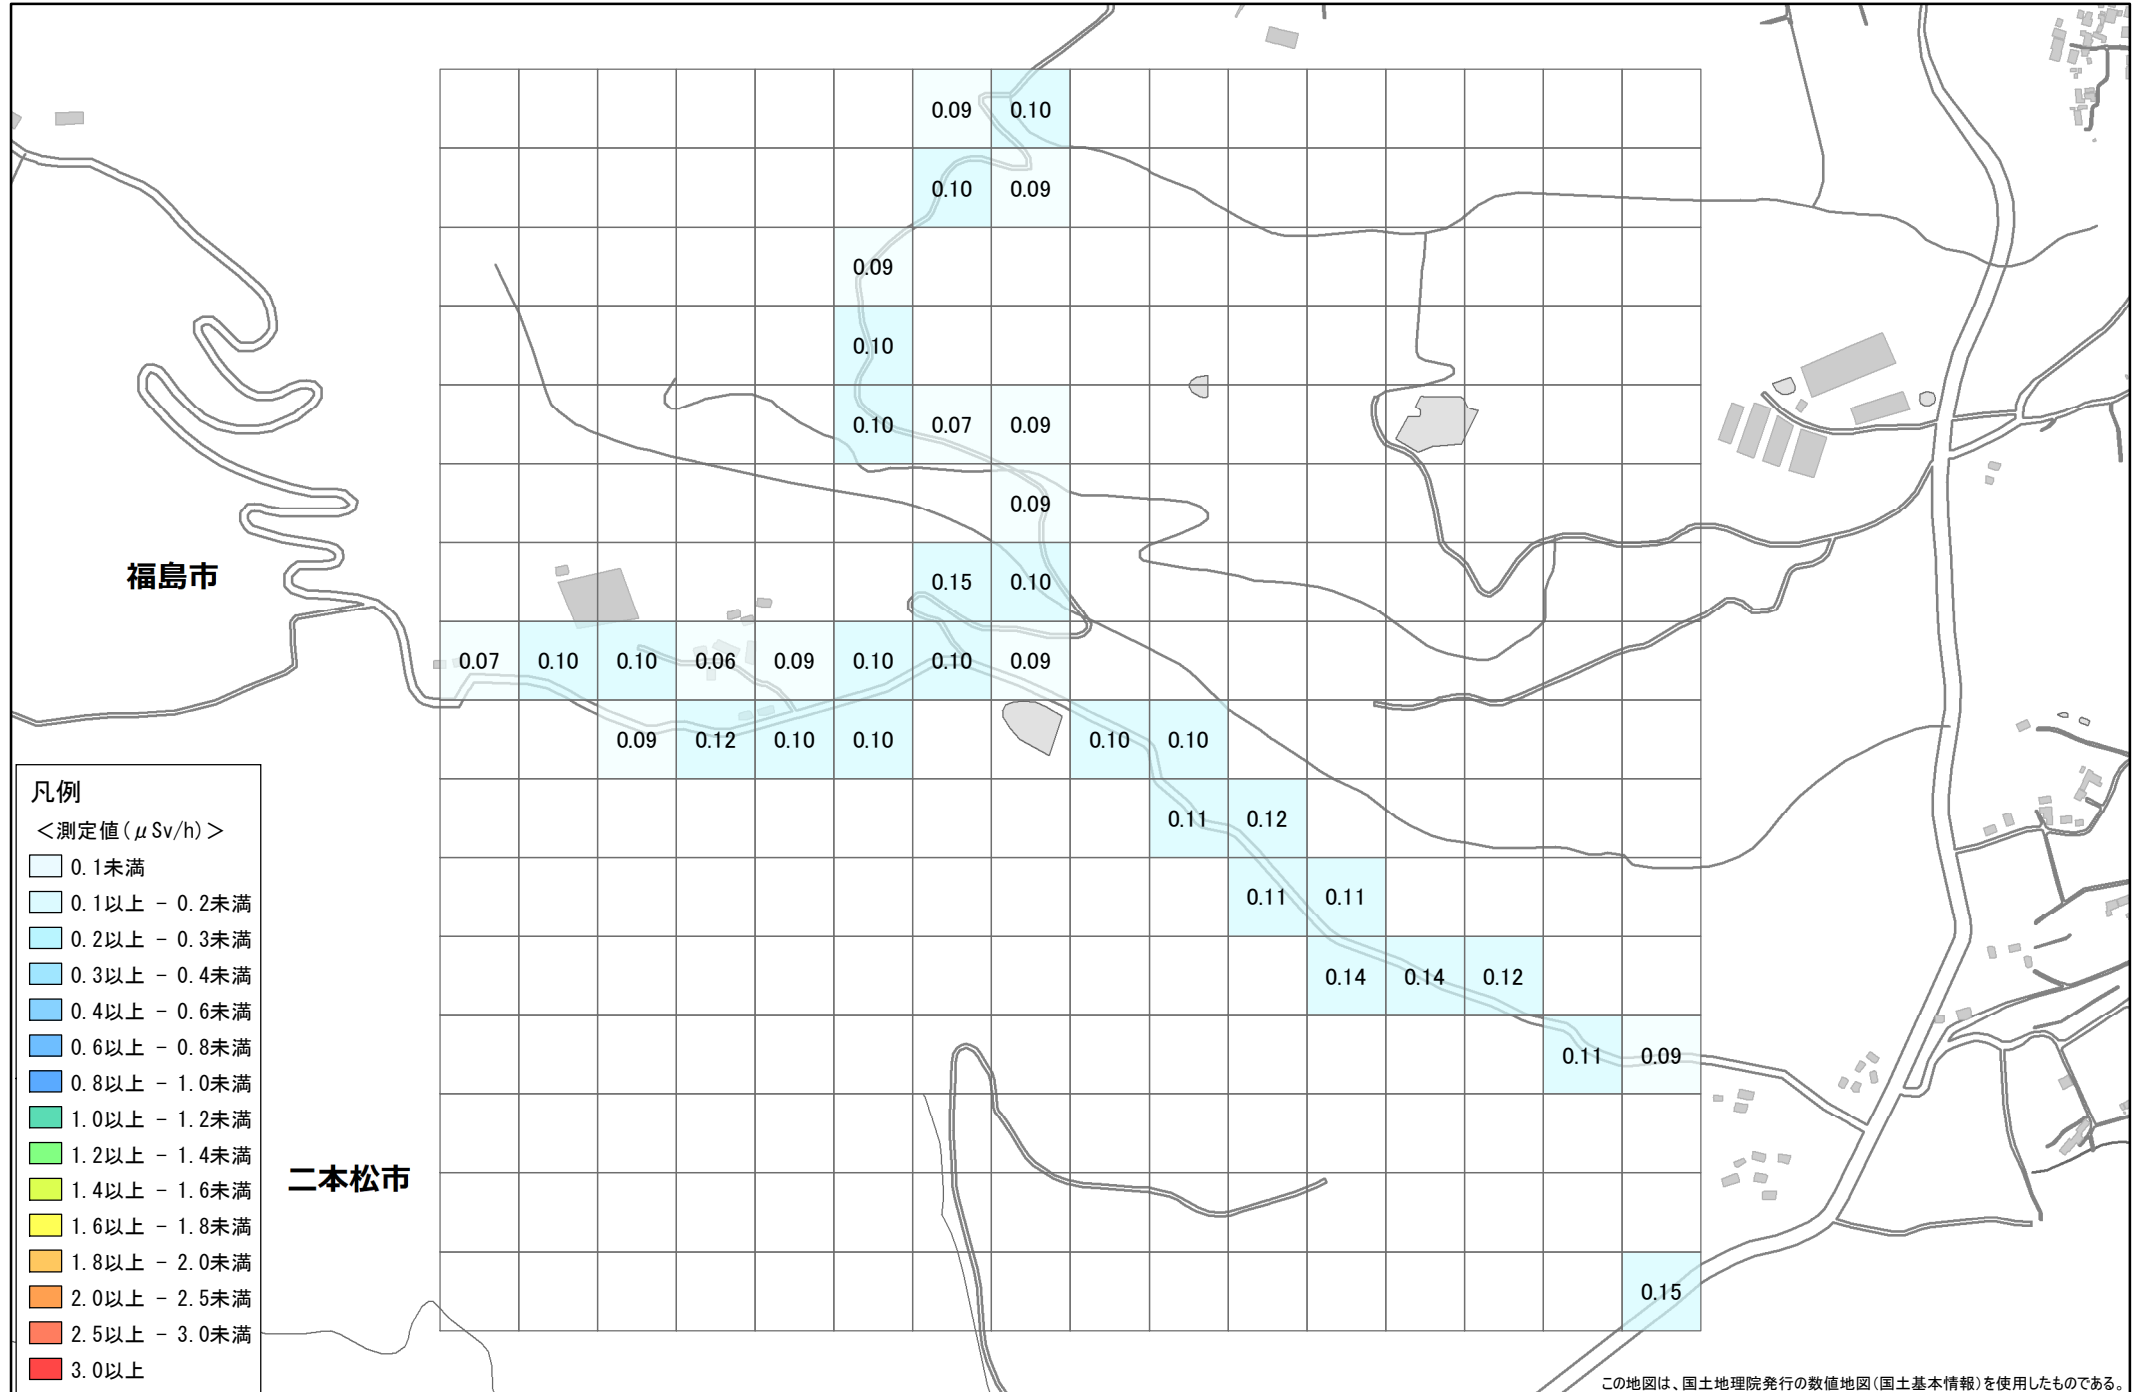 0.09 0.10
0.10 0.09
0.09
0.10
0.10 0.07 0.09
0.09
0.15 0.10
福島市
0.07 0.10 0.10 0.06 0.09 0.10 0.10 0.09
0.09 0.12 0.10 0.10 0.10 0.10
0.11 0.12
0.11 0.11
0.14 0.14 0.12
0.11 0.09
0.15
二本松市
凡例
＜測定値(μSv/h)＞
0.1未満
0.1以上 - 0.2未満
0.2以上 - 0.3未満
0.3以上 - 0.4未満
0.4以上 - 0.6未満
0.6以上 - 0.8未満
0.8以上 - 1.0未満
1.0以上 - 1.2未満
1.2以上 - 1.4未満
1.4以上 - 1.6未満
1.6以上 - 1.8未満
1.8以上 - 2.0未満
2.0以上 - 2.5未満
2.5以上 - 3.0未満
3.0以上
この地図は、国土地理院発行の数値地図(国土基本情報)を使用したものである。